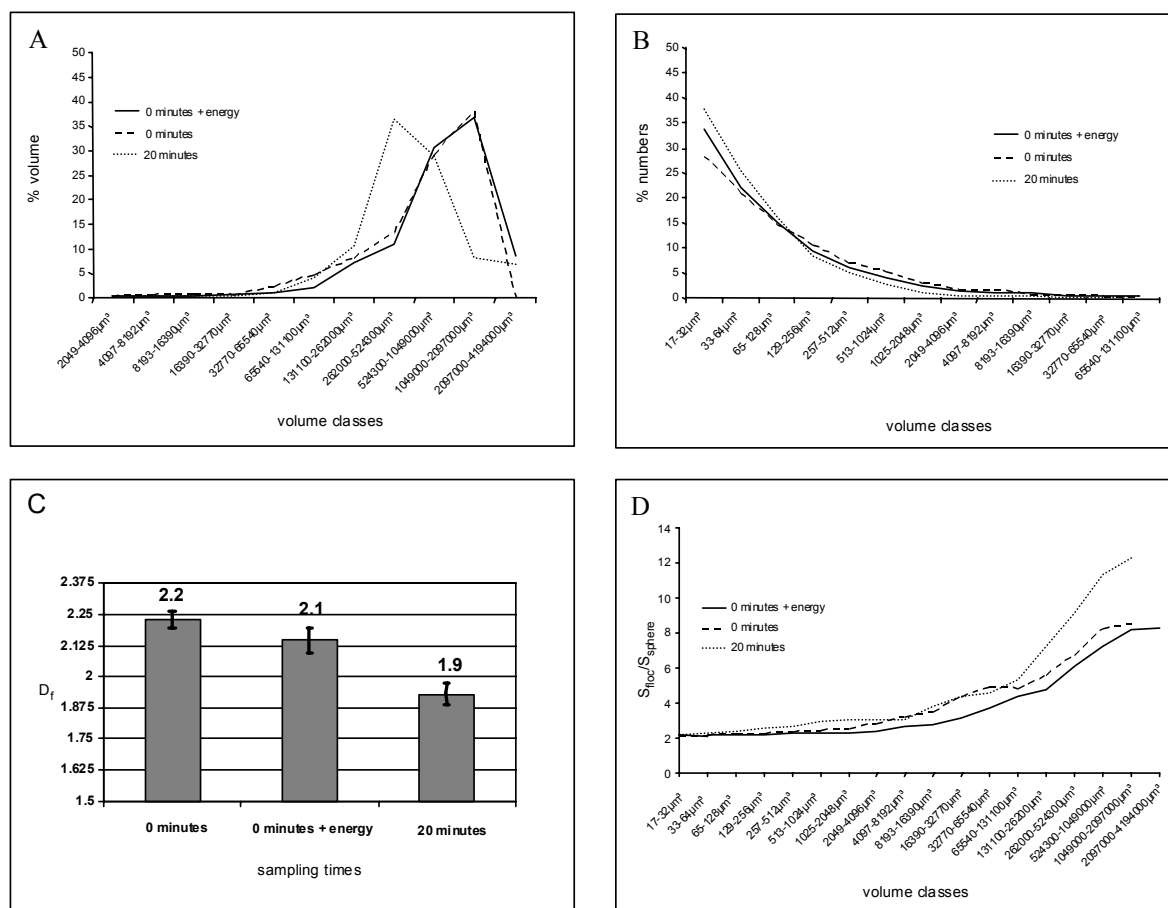 A
50
45
40
35
30
25
20
15
10
5
0
% volume
0 minutes + energy
0 minutes
20 minutes
2049-4096µm³
4097-8192µm³
8193-16390µm³
16390-32770µm³
32770-65540µm³
65540-131100µm³
131100-26200µm³
262000-524300µm³
524300-1049000µm³
1049000-2097000µm³
2097000-4194000µm³
volume classes
B
50
45
40
35
30
25
20
15
10
5
0
% numbers
0 minutes + energy
0 minutes
20 minutes
17-32µm³
33-64µm³
65-128µm³
129-256µm³
257-512µm³
513-1024µm³
1025-2048µm³
2049-4096µm³
4097-8192µm³
8193-16390µm³
16390-32770µm³
32770-65540µm³
65540-131100µm³
volume classes
C
2.375
2.25
2.125
2
1.875
1.75
1.625
1.5
Df
2.2
2.1
1.9
0 minutes
0 minutes + energy
20 minutes
sampling times
D
14
12
10
8
6
4
2
0
Sfloc/Ssphere
0 minutes + energy
0 minutes
20 minutes
17-32µm³
33-64µm³
65-128µm³
129-256µm³
257-512µm³
513-1024µm³
1025-2048µm³
2049-4096µm³
4097-8192µm³
8193-16390µm³
16390-32770µm³
32770-65540µm³
65540-131100µm³
131100-26200µm³
262000-524300µm³
524300-1049000µm³
1049000-2097000µm³
2097000-4194000µm³
volume classes